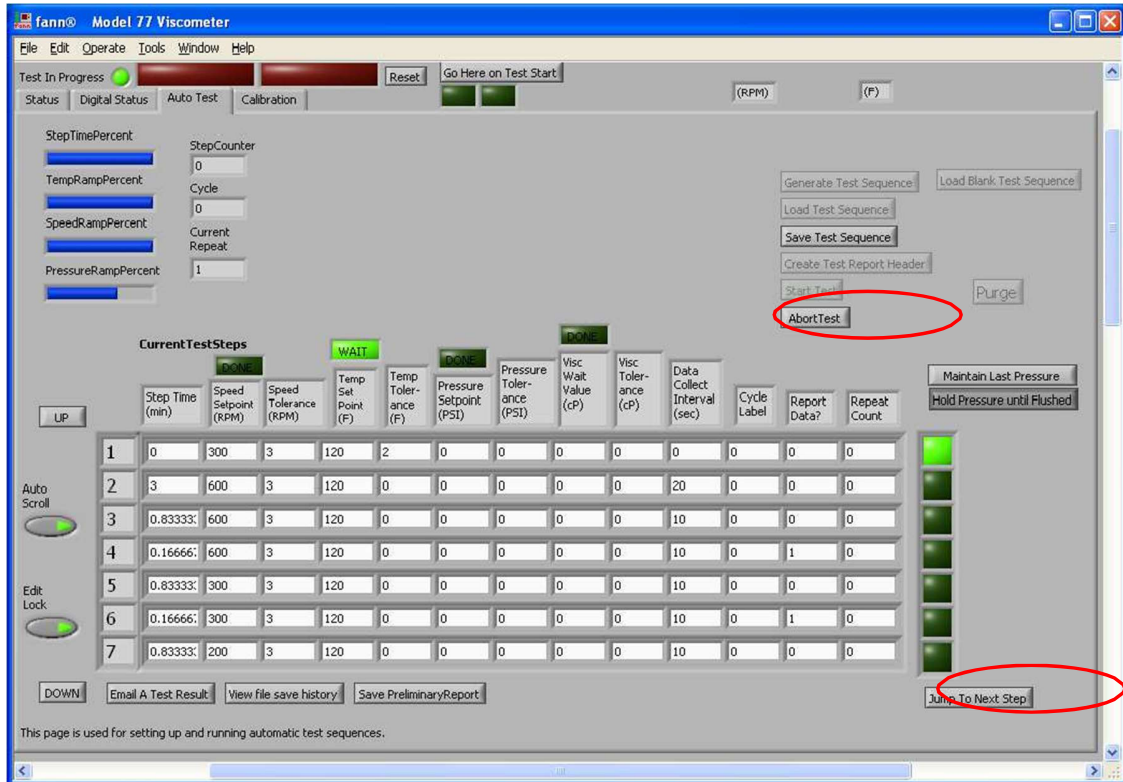 fann® Model 77 Viscometer
File Edit Operate Tools Window Help
Test In Progress Reset Go Here on Test Start
(RPM) (F)
Status Digital Status Auto Test Calibration
StepTimePercent
TempRampPercent
SpeedRampPercent
PressureRampPercent
StepCounter
0
Cycle
0
Current
Repeat
1
Generate Test Sequence Load Blank Test Sequence
Load Test Sequence
Save Test Sequence
Create Test Report Header
Start Test Purge
AbortTest
Maintain Last Pressure
Hold Pressure until Flushed
CurrentTestSteps
DONE WAIT DONE DONE
Step Time
(min)
Speed
Setpoint
(RPM)
Speed
Tolerance
(RPM)
Temp
Set
Point
(F)
Temp
Toler-
ance
(F)
Pressure
Setpoint
(PSI)
Pressure
Toler-
ance
(PSI)
Visc
Wait
Value
(cP)
Visc
Toler-
ance
(cP)
Data
Collect
Interval
(sec)
Cycle
Label
Report
Data?
Repeat
Count
UP
1 0 300 3 120 2 0 0 0 0 0 0 0 0
2 3 600 3 120 0 0 0 0 0 20 0 0 0
Auto
Scroll
3 0.83333 600 3 120 0 0 0 0 0 10 0 0 0
4 0.16666 600 3 120 0 0 0 0 0 10 0 1 0
5 0.83333 300 3 120 0 0 0 0 0 10 0 0 0
Edit
Lock
6 0.16666 300 3 120 0 0 0 0 0 10 0 1 0
7 0.83333 200 3 120 0 0 0 0 0 10 0 0 0
DOWN Email A Test Result View file save history Save PreliminaryReport Jump To Next Step
This page is used for setting up and running automatic test sequences.